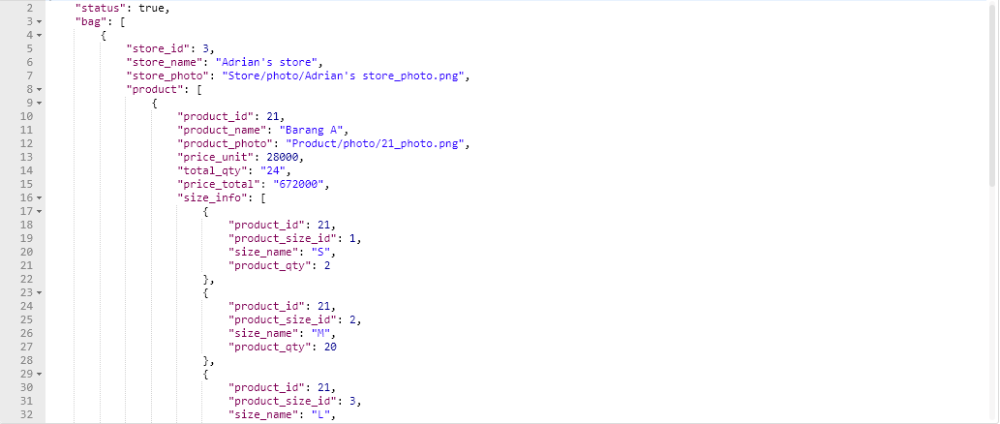 2 "status": true,
3 "bag": [
4 {
5 "store_id": 3,
6 "store_name": "Adrian's store",
7 "store_photo": "Store/photo/Adrian's store_photo.png",
8 "product": [
9 {
10 "product_id": 21,
11 "product_name": "Barang A",
12 "product_photo": "Product/photo/21_photo.png",
13 "price_unit": 28000,
14 "total_qty": "24",
15 "price_total": "672000",
16 "size_info": [
17 {
18 "product_id": 21,
19 "product_size_id": 1,
20 "size_name": "S",
21 "product_qty": 2
22 },
23 {
24 "product_id": 21,
25 "product_size_id": 2,
26 "size_name": "M",
27 "product_qty": 20
28 },
29 {
30 "product_id": 21,
31 "product_size_id": 3,
32 "size_name": "L",